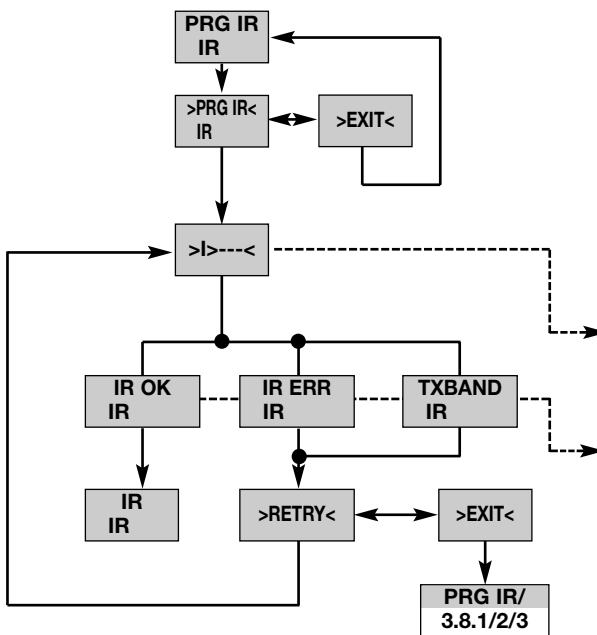 PRG IR
IR
>PRG IR<
IR
>EXIT<
>I>---<
IR OK
IR
IR ERR
IR
TXBAND
IR
IR
IR
>RETRY<
>EXIT<
PRG IR/
3.8.1/2/3